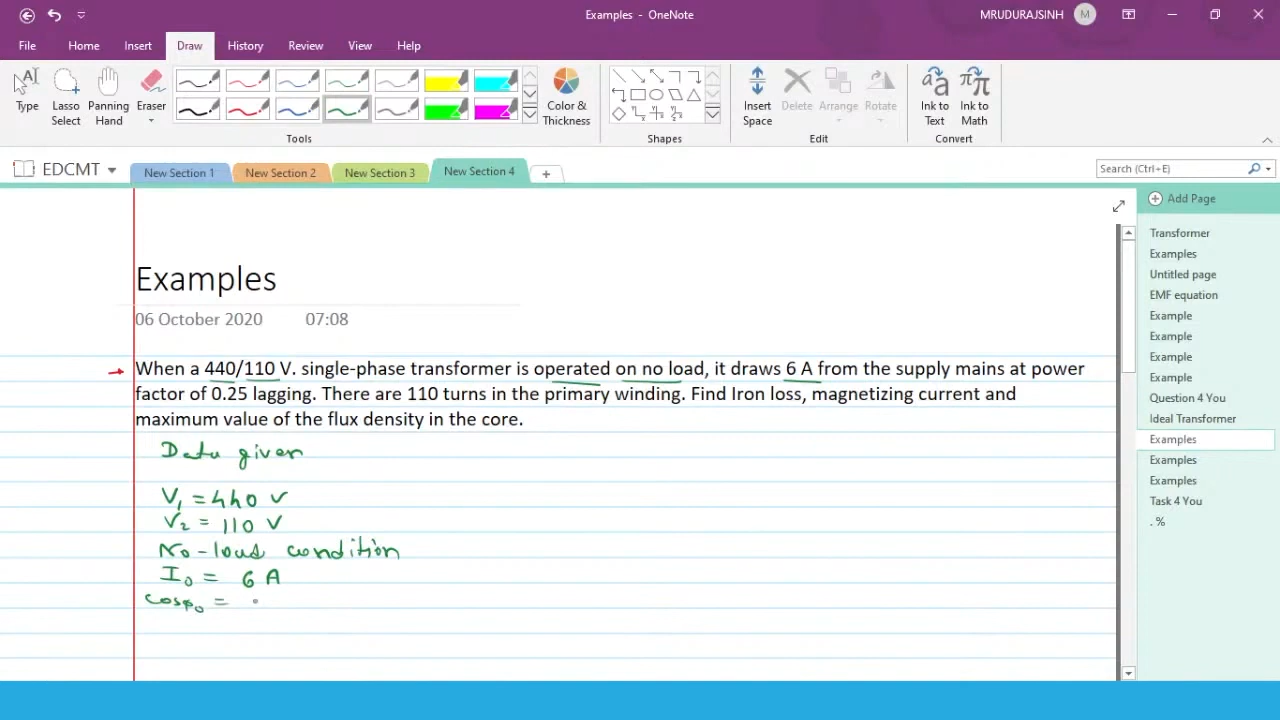 Examples - OneNote
MRUDURAJSINH M
File Home Insert Draw History Review View Help
Type Lasso Select Panning Hand Eraser Color & Thickness Insert Space Delete Arrange Rotate Ink to Text Ink to Math
Tools Shapes Edit Convert
EDCMT New Section 1 New Section 2 New Section 3 New Section 4 + Search (Ctrl+E)
Add Page
Transformer
Examples
Untitled page
EMF equation
Example
Example
Example
Example
Question 4 You
Ideal Transformer
Examples
Examples
Examples
Task 4 You
. %
Examples
06 October 2020 07:08
When a 440/110 V. single-phase transformer is operated on no load, it draws 6 A from the supply mains at power
factor of 0.25 lagging. There are 110 turns in the primary winding. Find Iron loss, magnetizing current and
maximum value of the flux density in the core.
Data given
V₁ = 440 V
V₂ = 110 V
No-load condition
I₀ = 6 A
cosφ₀ =